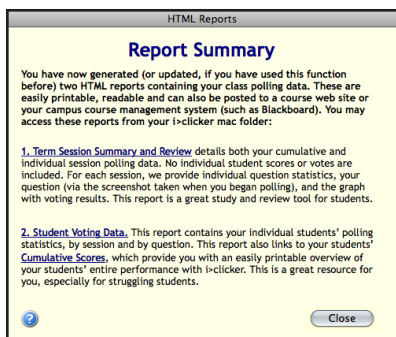 HTML Reports
Report Summary
You have now generated (or updated, if you have used this function
before) two HTML reports containing your class polling data. These are
easily printable, readable and can also be posted to a course web site or
your campus course management system (such as Blackboard). You may
access these reports from your i>clicker mac folder:
1. Term Session Summary and Review details both your cumulative and
individual session polling data. No individual student scores or votes are
included. For each session, we provide individual question statistics, your
question (via the screenshot taken when you began polling), and the graph
with voting results. This report is a great study and review tool for students.
2. Student Voting Data. This report contains your individual students' polling
statistics, by session and by question. This report also links to your students'
Cumulative Scores, which provide you with an easily printable overview of
your students' entire performance with i>clicker. This is a great resource for
you, especially for struggling students.
? Close